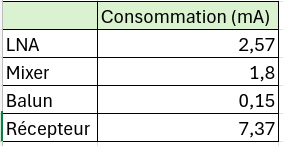 Consommation (mA)
LNA 2,57
Mixer 1,8
Balun 0,15
Récepteur 7,37